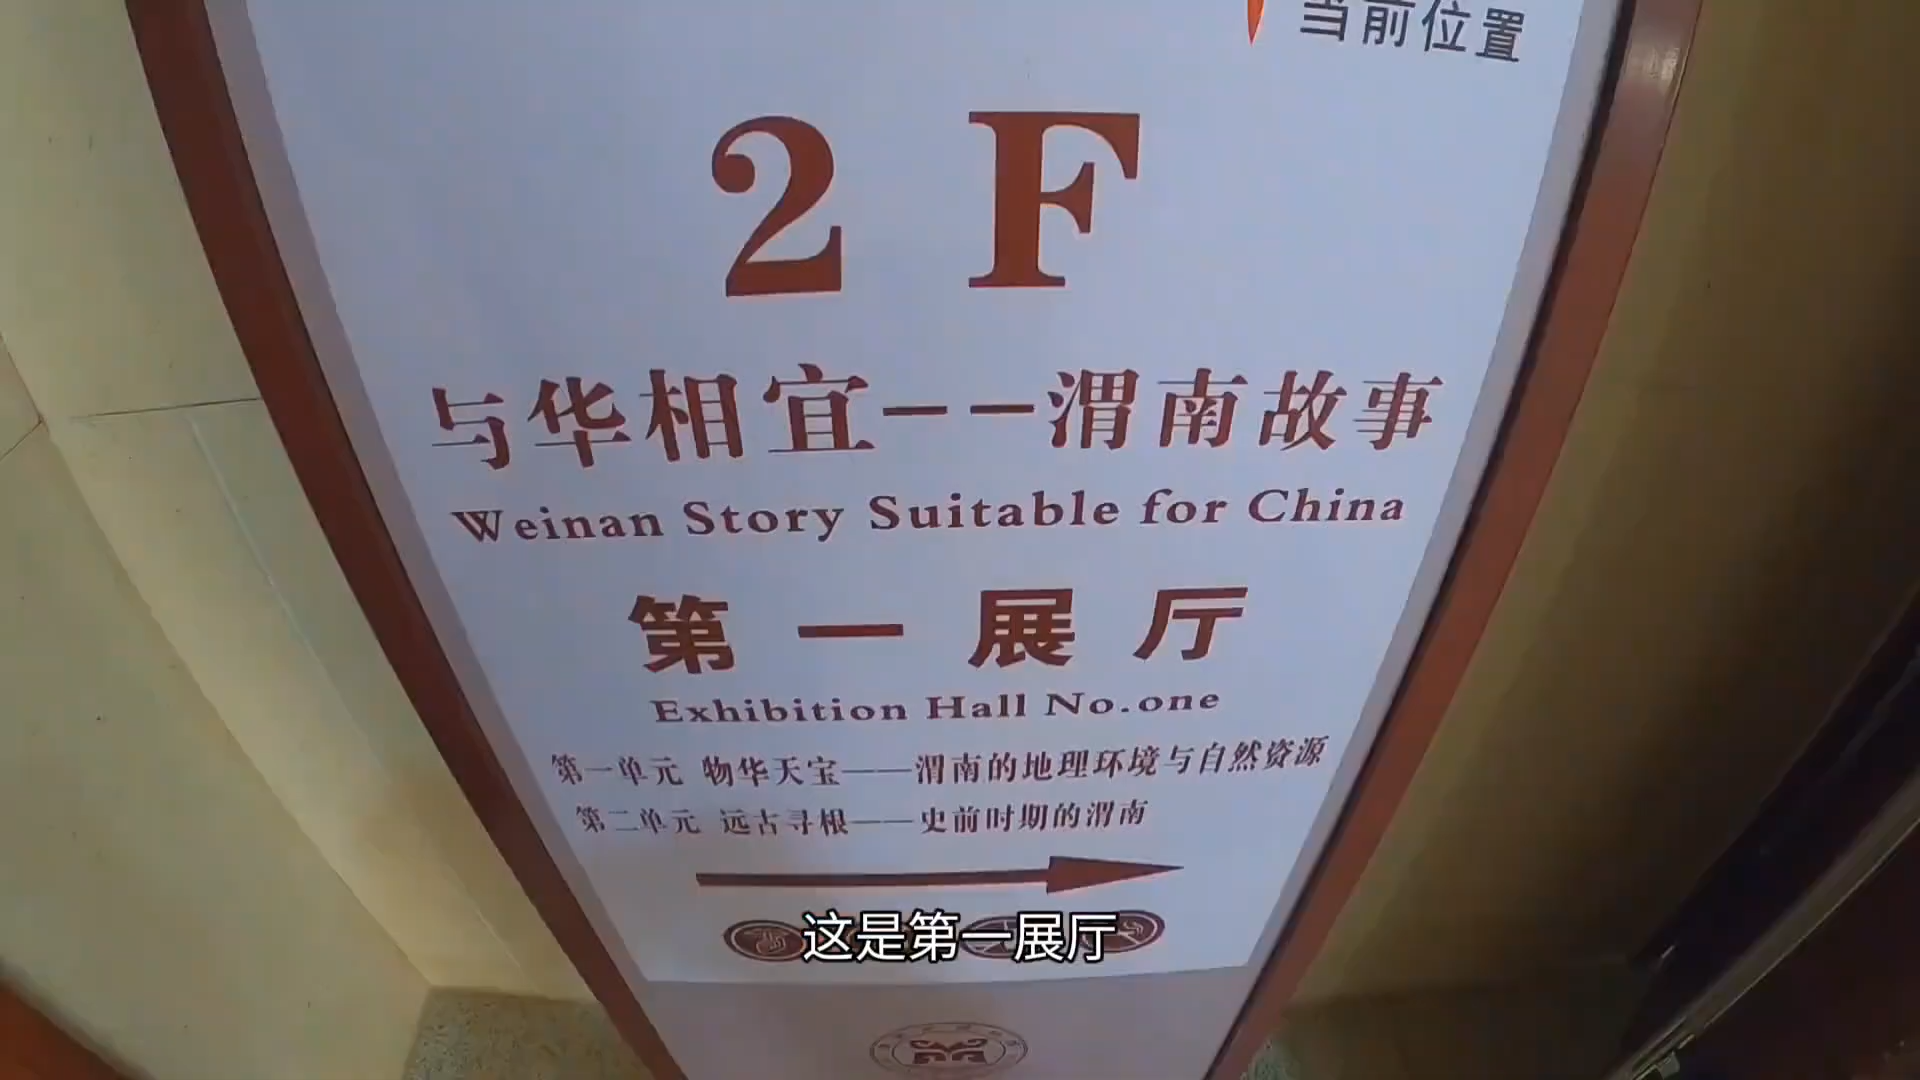 当前位置
2 F
与华相宜——渭南故事
Weinan Story Suitable for China
第一展厅
Exhibition Hall No.one
第一单元 物华天宝——渭南的地理环境与自然资源
第二单元 远古寻根——史前时期的渭南
这是第一展厅